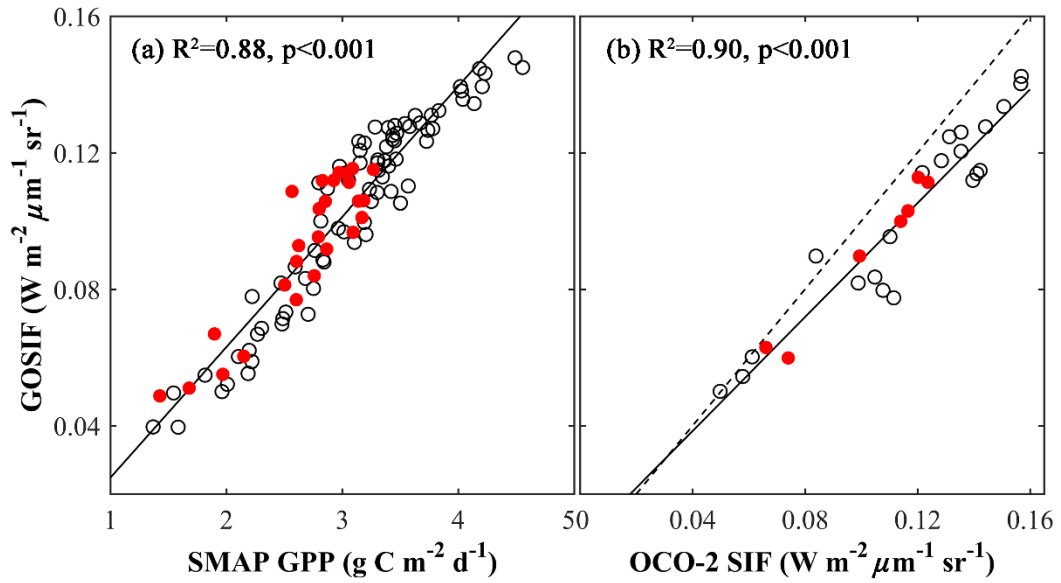 (a) R²=0.88, p<0.001
(b) R²=0.90, p<0.001
GOSIF (W m⁻² μm⁻¹ sr⁻¹)
0.16
0.12
0.08
0.04
1 2 3 4 5
0 0.04 0.08 0.12 0.16
SMAP GPP (g C m⁻² d⁻¹)
OCO-2 SIF (W m⁻² μm⁻¹ sr⁻¹)